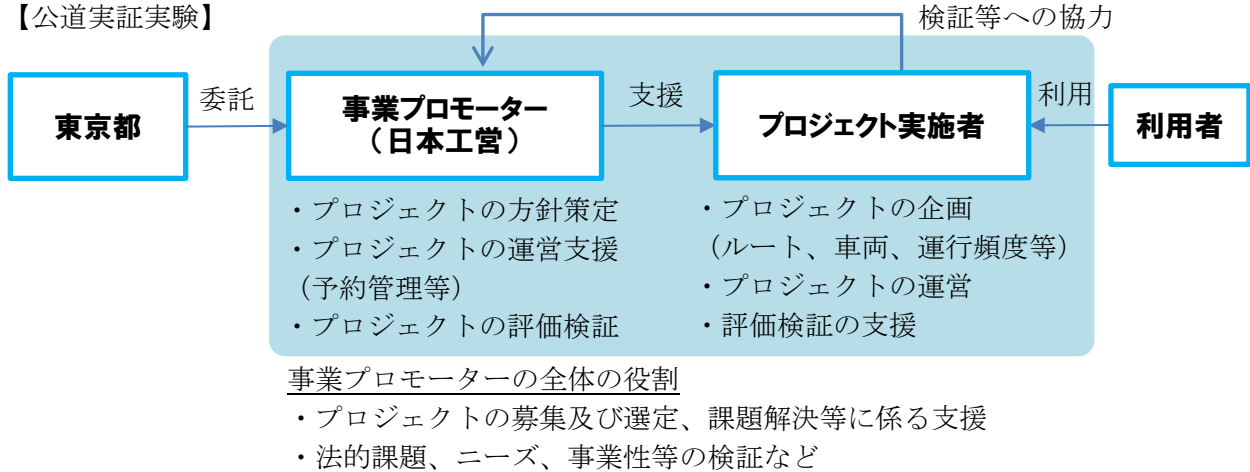 【公道実証実験】
検証等への協力
東京都
委託
事業プロモーター
（日本工営）
支援
プロジェクト実施者
利用
利用者
・プロジェクトの方針策定
・プロジェクトの運営支援
（予約管理等）
・プロジェクトの評価検証
・プロジェクトの企画
（ルート、車両、運行頻度等）
・プロジェクトの運営
・評価検証の支援
事業プロモーターの全体の役割
・プロジェクトの募集及び選定、課題解決等に係る支援
・法的課題、ニーズ、事業性等の検証など